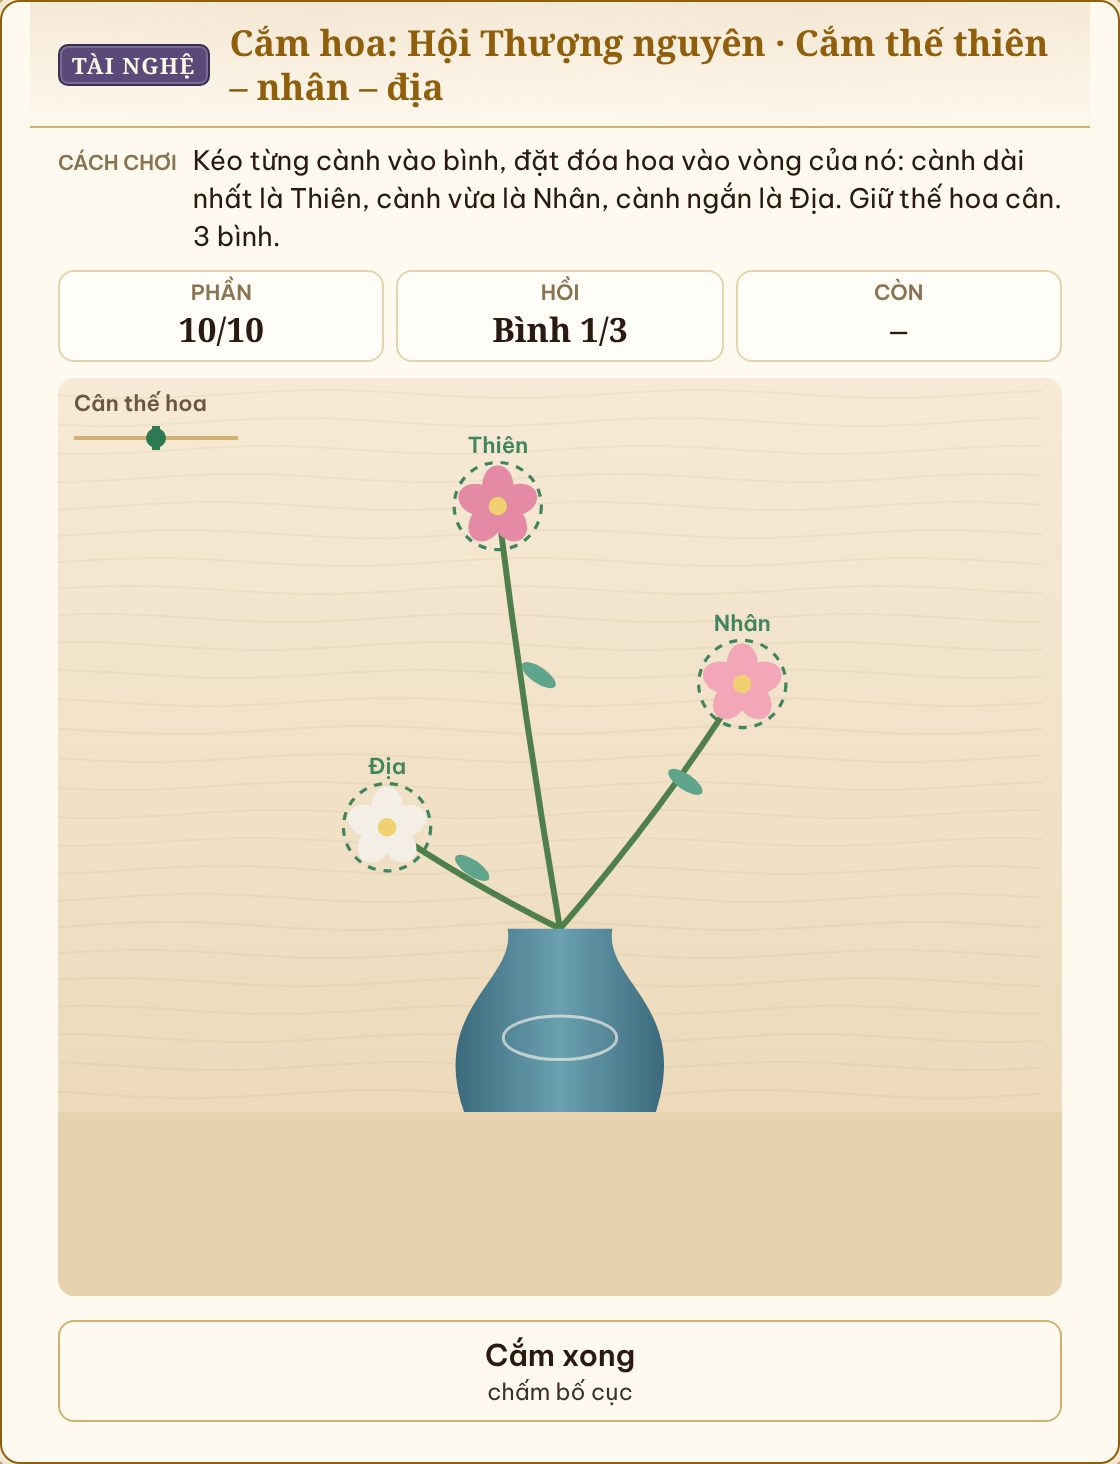 TÀI NGHỆ
Cắm hoa: Hội Thượng nguyên · Cắm thế thiên
– nhân – địa
CÁCH CHƠI
Kéo từng cành vào bình, đặt đóa hoa vào vòng của nó: cành dài
nhất là Thiên, cành vừa là Nhân, cành ngắn là Địa. Giữ thế hoa cân.
3 bình.
PHẦN
10/10
HỒI
Bình 1/3
CÒN
–
Cân thế hoa
Thiên
Nhân
Địa
Cắm xong
chấm bố cục